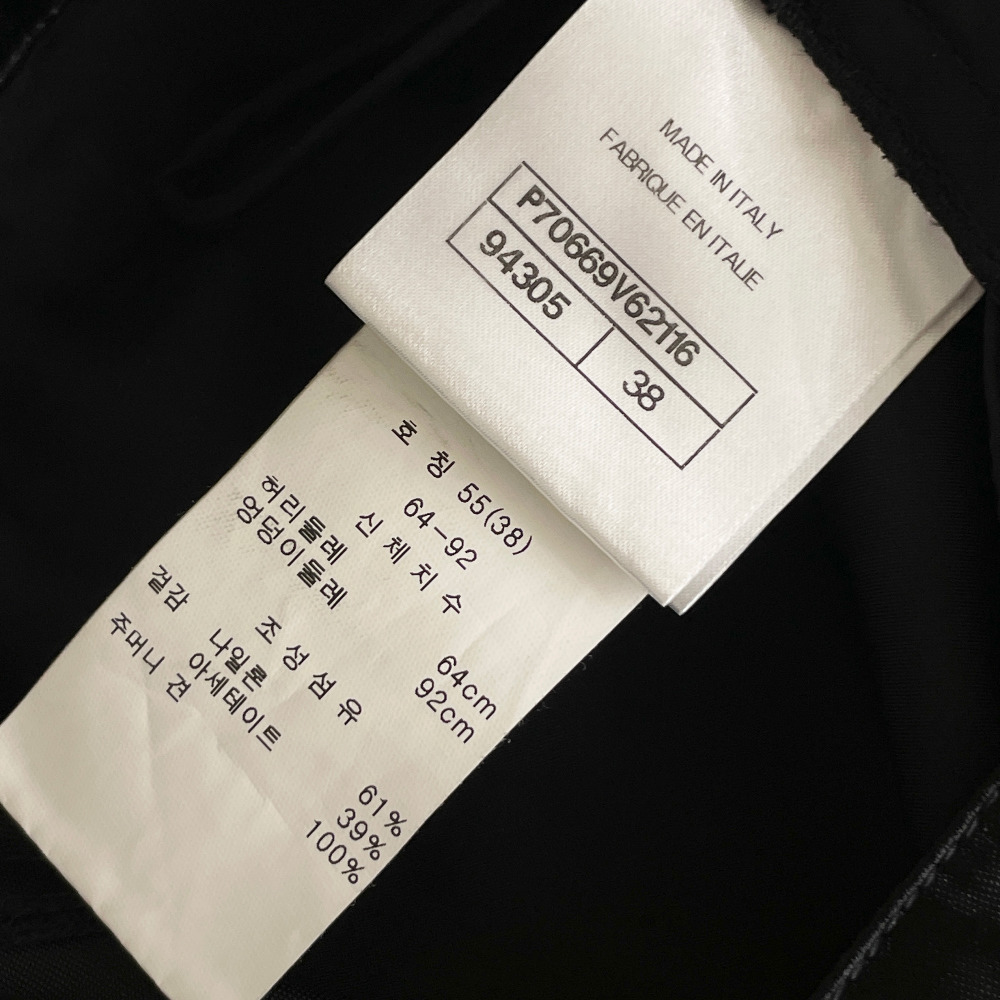 MADE IN ITALY
FABRIQUE EN ITALIE
P70669V62116
94305 38
호 칭 55(38)
64-92
신 체 치 수
허리둘레 64cm
엉덩이둘레 92cm
조 성 섬 유
겉감 나일론 61%
아세테이트 39%
주머니 견 100%